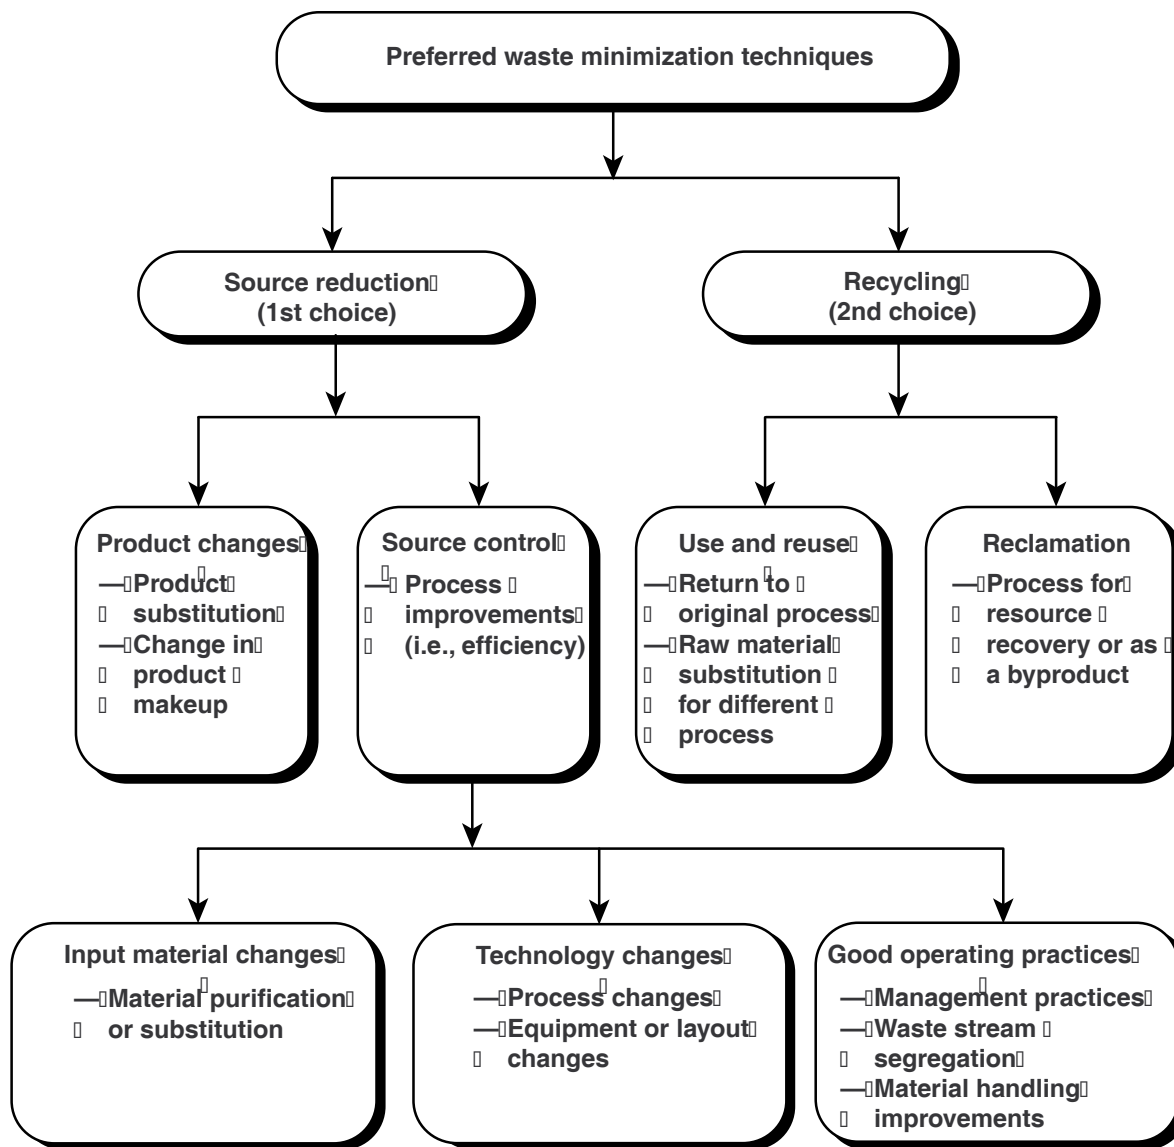 Preferred waste minimization techniques
Source reduction
(1st choice)
Recycling
(2nd choice)
Product changes
— Product
substitution
— Change in
product
makeup
Source control
— Process
improvements
(i.e., efficiency)
Use and reuse
— Return to
original process
— Raw material
substitution
for different
process
Reclamation
— Process for
resource
recovery or as
a byproduct
Input material changes
— Material purification
or substitution
Technology changes
— Process changes
— Equipment or layout
changes
Good operating practices
— Management practices
— Waste stream
segregation
— Material handling
improvements